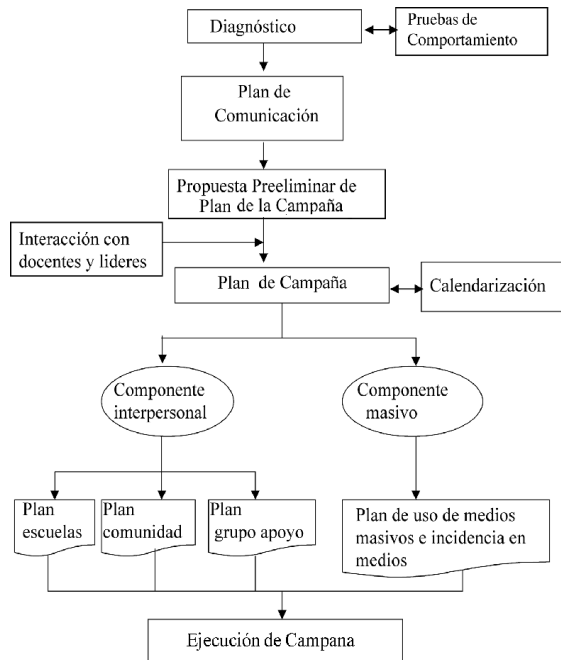 Diagnóstico
Pruebas de
Comportamiento
Plan de
Comunicación
Propuesta Preeliminar de
Plan de la Campaña
Interacción con
docentes y lideres
Plan de Campaña
Calendarización
Componente
interpersonal
Componente
masivo
Plan
escuelas
Plan
comunidad
Plan
grupo apoyo
Plan de uso de medios
masivos e incidencia en
medios
Ejecución de Campana